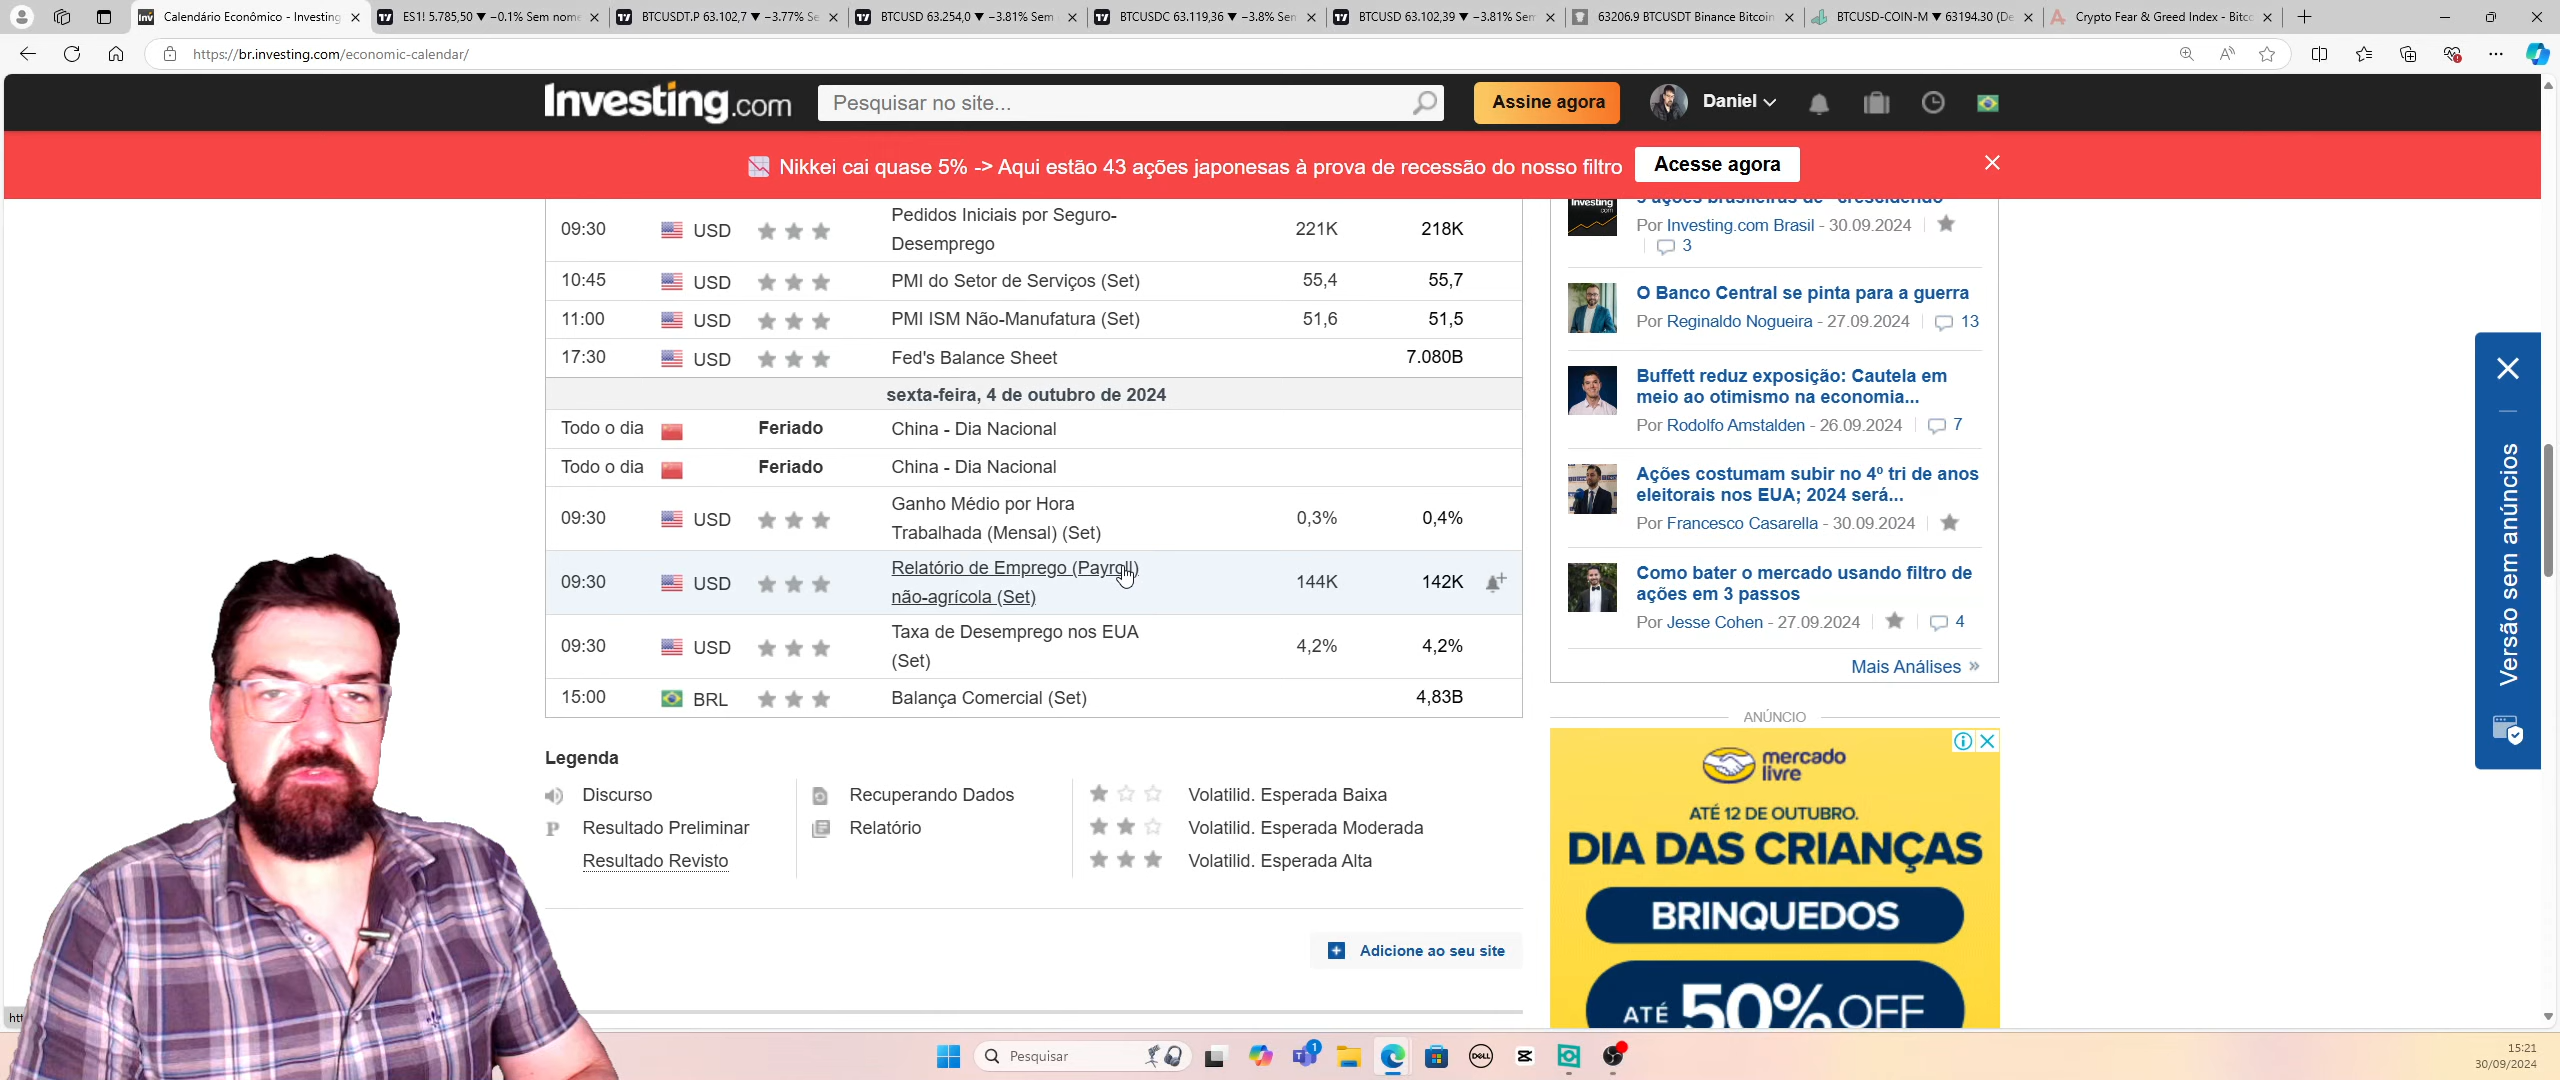 Calendário Econômico - Investing
ES1! 5.785,50 ▼ −0.1% Sem nome
BTCUSDT.P 63.102,7 ▼ −3.77% Se
BTCUSD 63.254,0 ▼ −3.81% Sem
BTCUSDC 63.119,36 ▼ −3.8% Sem
BTCUSD 63.102,39 ▼ −3.81% Sem
63206.9 BTCUSDT Binance Bitcoin
BTCUSD-COIN-M ▼ 63194.30 (De
Crypto Fear & Greed Index - Bitc
https://br.investing.com/economic-calendar/
Investing.com
Pesquisar no site...
Assine agora
Daniel
Nikkei cai quase 5% -> Aqui estão 43 ações japonesas à prova de recessão do nosso filtro
Acesse agora
09:30 USD Pedidos Iniciais por Seguro-
Desemprego 221K 218K
10:45 USD PMI do Setor de Serviços (Set) 55,4 55,7
11:00 USD PMI ISM Não-Manufatura (Set) 51,6 51,5
17:30 USD Fed's Balance Sheet 7.080B
sexta-feira, 4 de outubro de 2024
Todo o dia Feriado China - Dia Nacional
Todo o dia Feriado China - Dia Nacional
09:30 USD Ganho Médio por Hora
Trabalhada (Mensal) (Set) 0,3% 0,4%
09:30 USD Relatório de Emprego (Payroll)
não-agrícola (Set) 144K 142K
09:30 USD Taxa de Desemprego nos EUA
(Set) 4,2% 4,2%
15:00 BRL Balança Comercial (Set) 4,83B
Legenda
Discurso
Resultado Preliminar
Resultado Revisto
Recuperando Dados
Relatório
Volatilid. Esperada Baixa
Volatilid. Esperada Moderada
Volatilid. Esperada Alta
Adicione ao seu site
Investing.com
Por Investing.com Brasil - 30.09.2024
3
O Banco Central se pinta para a guerra
Por Reginaldo Nogueira - 27.09.2024 13
Buffett reduz exposição: Cautela em
meio ao otimismo na economia...
Por Rodolfo Amstalden - 26.09.2024 7
Ações costumam subir no 4º tri de anos
eleitorais nos EUA; 2024 será...
Por Francesco Casarella - 30.09.2024
Como bater o mercado usando filtro de
ações em 3 passos
Por Jesse Cohen - 27.09.2024 4
Mais Análises »
ANÚNCIO
mercado
livre
ATÉ 12 DE OUTUBRO.
DIA DAS CRIANÇAS
BRINQUEDOS
ATÉ 50% OFF
Versão sem anúncios
htt
Pesquisar
1
DELL
15:21
30/09/2024